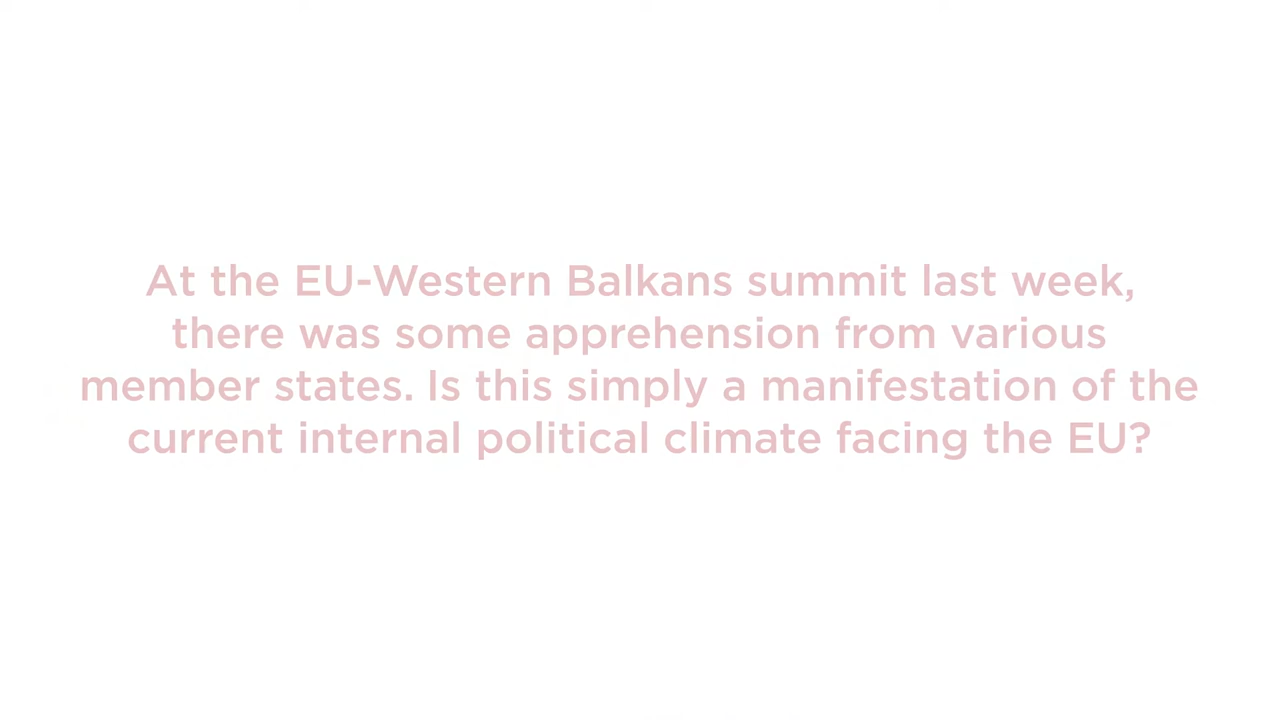 At the EU-Western Balkans summit last week,
there was some apprehension from various
member states. Is this simply a manifestation of the
current internal political climate facing the EU?